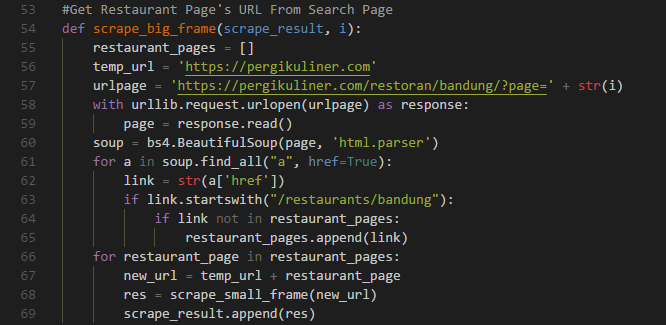 53 #Get Restaurant Page's URL From Search Page
54 def scrape_big_frame(scrape_result, i):
55     restaurant_pages = []
56     temp_url = 'https://pergikuliner.com'
57     urlpage = 'https://pergikuliner.com/restoran/bandung/?page=' + str(i)
58     with urllib.request.urlopen(urlpage) as response:
59         page = response.read()
60     soup = bs4.BeautifulSoup(page, 'html.parser')
61     for a in soup.find_all("a", href=True):
62         link = str(a['href'])
63         if link.startswith("/restaurants/bandung"):
64             if link not in restaurant_pages:
65                 restaurant_pages.append(link)
66     for restaurant_page in restaurant_pages:
67         new_url = temp_url + restaurant_page
68         res = scrape_small_frame(new_url)
69         scrape_result.append(res)